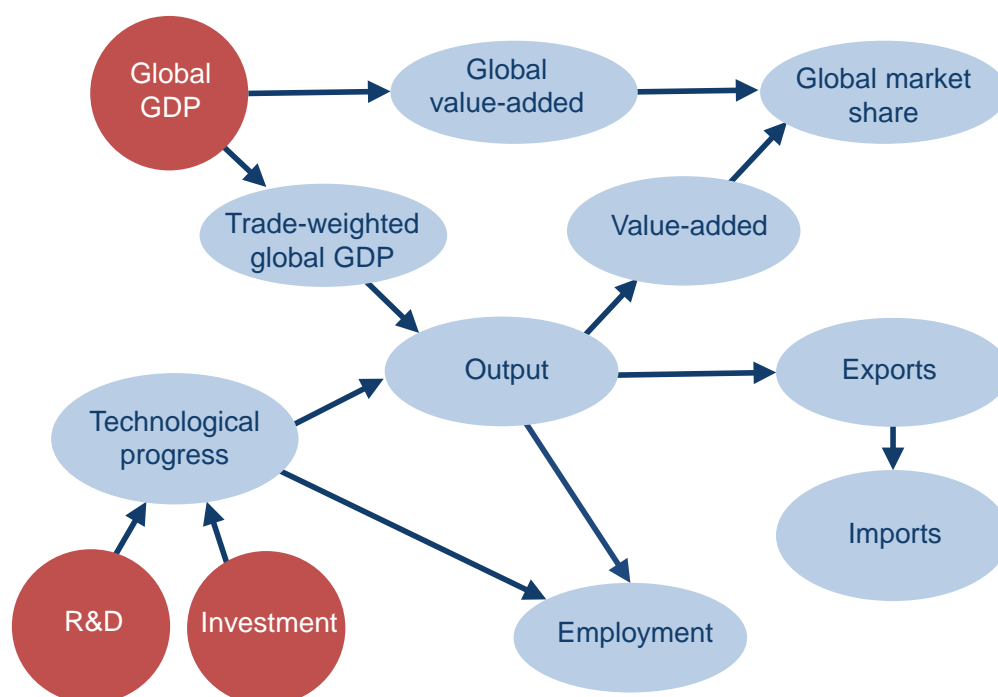 Global
GDP
Global
value-added
Global market
share
Trade-weighted
global GDP
Value-added
Output
Exports
Technological
progress
Imports
R&D
Investment
Employment